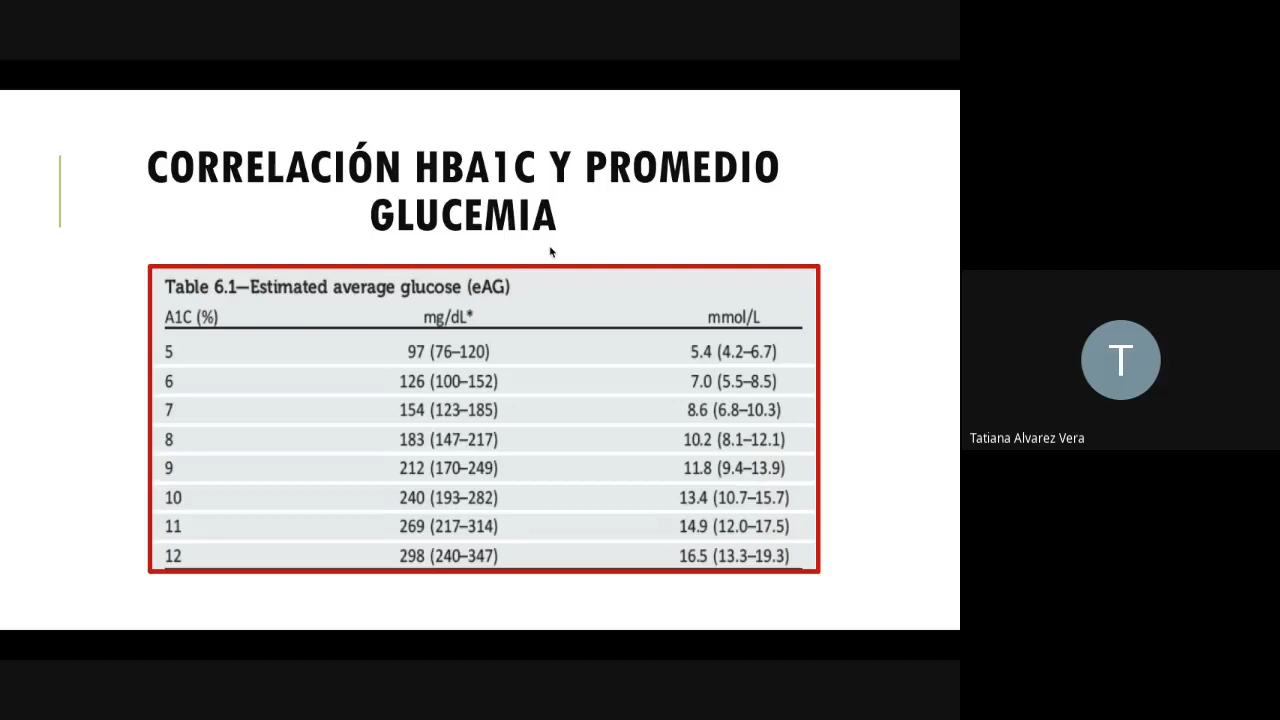 CORRELACIÓN HBA1C Y PROMEDIO
GLUCEMIA
Table 6.1—Estimated average glucose (eAG)
A1C (%) mg/dL* mmol/L
5 97 (76–120) 5.4 (4.2–6.7)
6 126 (100–152) 7.0 (5.5–8.5)
7 154 (123–185) 8.6 (6.8–10.3)
8 183 (147–217) 10.2 (8.1–12.1)
9 212 (170–249) 11.8 (9.4–13.9)
10 240 (193–282) 13.4 (10.7–15.7)
11 269 (217–314) 14.9 (12.0–17.5)
12 298 (240–347) 16.5 (13.3–19.3)
T
Tatiana Alvarez Vera